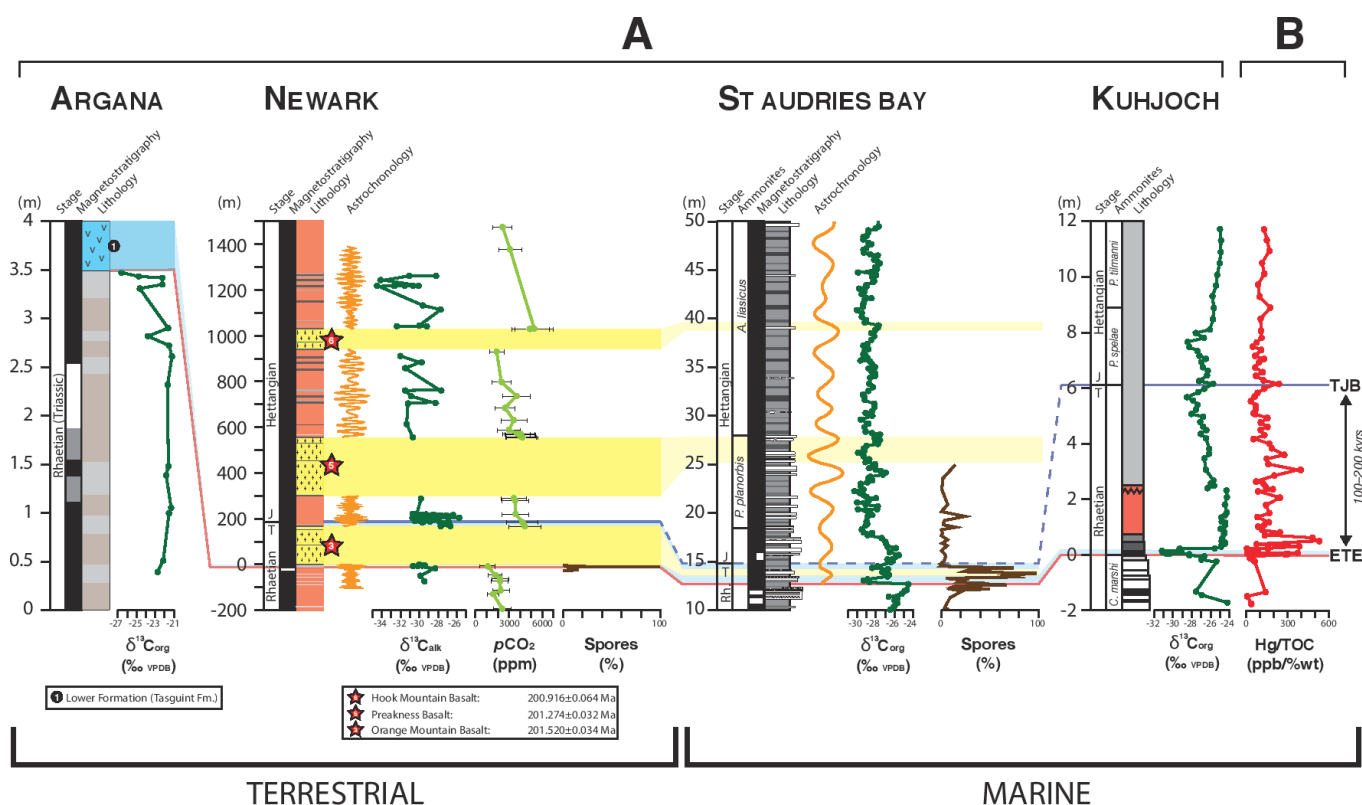 A
B
ARGANA
NEWARK
ST AUDRIES BAY
KUHJOCH
(m)
Stage
Magnetostratigraphy
Lithology
(m)
Stage
Magnetostratigraphy
Lithology
Astrochronology
(m)
Stage
Ammonites
Magnetostratigraphy
Lithology
Astrochronology
(m)
Stage
Ammonites
Lithology
4
3.5
3
2.5
2
1.5
1
0.5
0
Rhaetian (Triassic)
v v v v v v v
1
-27 -25 -23 -21
δ¹³Corg
(‰ VPDB)
1400
1200
1000
800
600
400
200
0
-200
Hettangian
J
T
Rhaetian
6
5
3
-34 -30 -28 -26
δ¹³Calk
(‰ VPDB)
0 3000 6000
pCO₂
(ppm)
0 100
Spores
(%)
50
45
40
35
30
25
20
15
10
Hettangian
J
T
Rh
A. liasicus
P. planorbis
-30 -28 -26 -24
δ¹³Corg
(‰ VPDB)
0 100
Spores
(%)
12
10
8
6
4
2
0
-2
Hettangian
J
T
Rhaetian
P. tilmanni
P. spelae
C. marshi
-32 -30 -28 -26 -24
δ¹³Corg
(‰ VPDB)
0 300 600
Hg/TOC
(ppb/%wt)
TJB
100–200 kyrs
ETE
1 Lower Formation (Tasguint Fm.)
6 Hook Mountain Basalt: 200.916±0.064 Ma
5 Preakness Basalt: 201.274±0.032 Ma
3 Orange Mountain Basalt: 201.520±0.034 Ma
TERRESTRIAL
MARINE